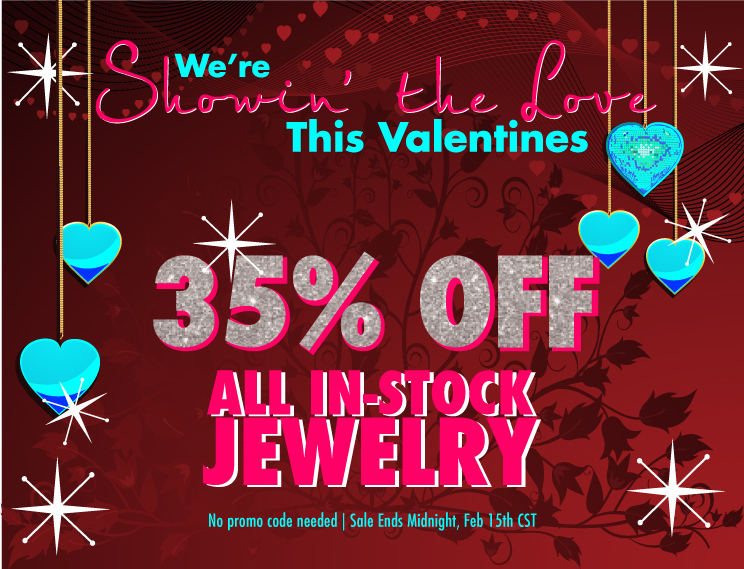 We're
Showin' the Love
This Valentines
35% OFF
ALL IN-STOCK
JEWELRY
No promo code needed | Sale Ends Midnight, Feb 15th CST